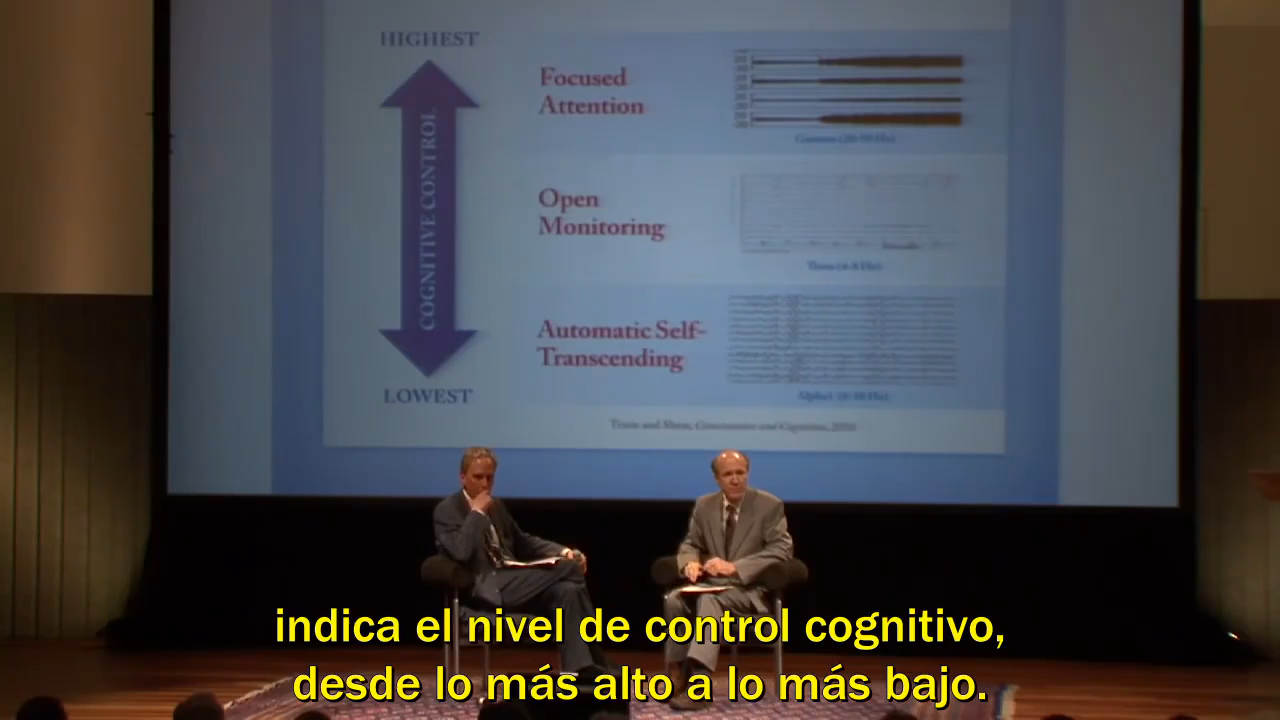 HIGHEST
COGNITIVE CONTROL
LOWEST
Focused
Attention
Open
Monitoring
Automatic Self-
Transcending
indica el nivel de control cognitivo,
desde lo más alto a lo más bajo.